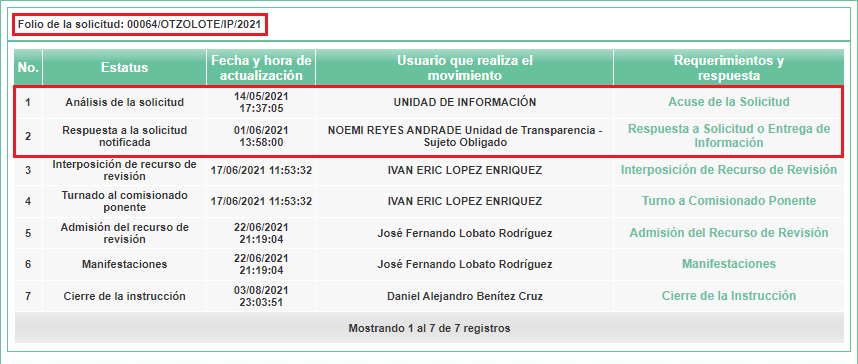 Folio de la solicitud: 00064/OTZOLOTE/IP/2021
No. Estatus Fecha y hora de actualización Usuario que realiza el movimiento Requerimientos y respuesta
1 Análisis de la solicitud 14/05/2021 17:37:05 UNIDAD DE INFORMACIÓN Acuse de la Solicitud
2 Respuesta a la solicitud notificada 01/06/2021 13:58:00 NOEMI REYES ANDRADE Unidad de Transparencia - Sujeto Obligado Respuesta a Solicitud o Entrega de Información
3 Interposición de recurso de revisión 17/06/2021 11:53:32 IVAN ERIC LOPEZ ENRIQUEZ Interposición de Recurso de Revisión
4 Turnado al comisionado ponente 17/06/2021 11:53:32 IVAN ERIC LOPEZ ENRIQUEZ Turno a Comisionado Ponente
5 Admisión del recurso de revisión 22/06/2021 21:19:04 José Fernando Lobato Rodríguez Admisión del Recurso de Revisión
6 Manifestaciones 22/06/2021 21:19:04 José Fernando Lobato Rodríguez Manifestaciones
7 Cierre de la instrucción 03/08/2021 23:03:51 Daniel Alejandro Benítez Cruz Cierre de la Instrucción
Mostrando 1 al 7 de 7 registros